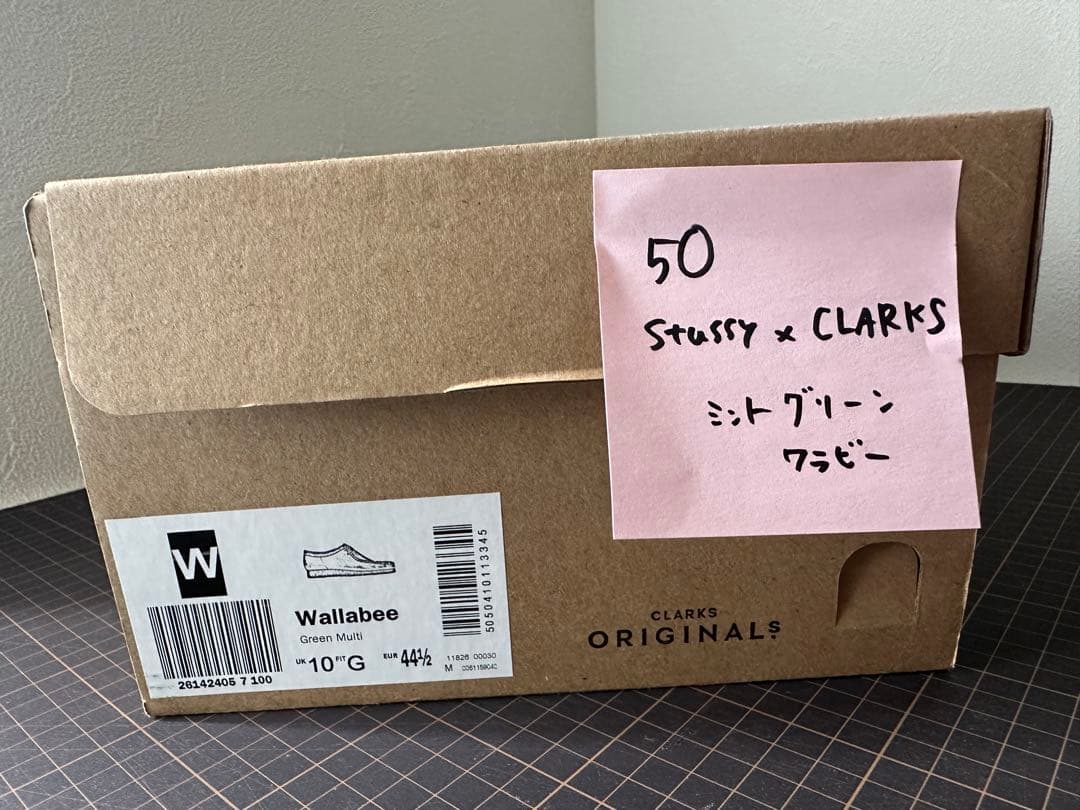 50
Stussy × CLARKS
ミントグリーン
ワラビー
W
Wallabee
Green Multi
UK 10 FIT G EUR 44½
26142405 7 100
5050410113345
11826 00030
M
CLARKS
ORIGINALS